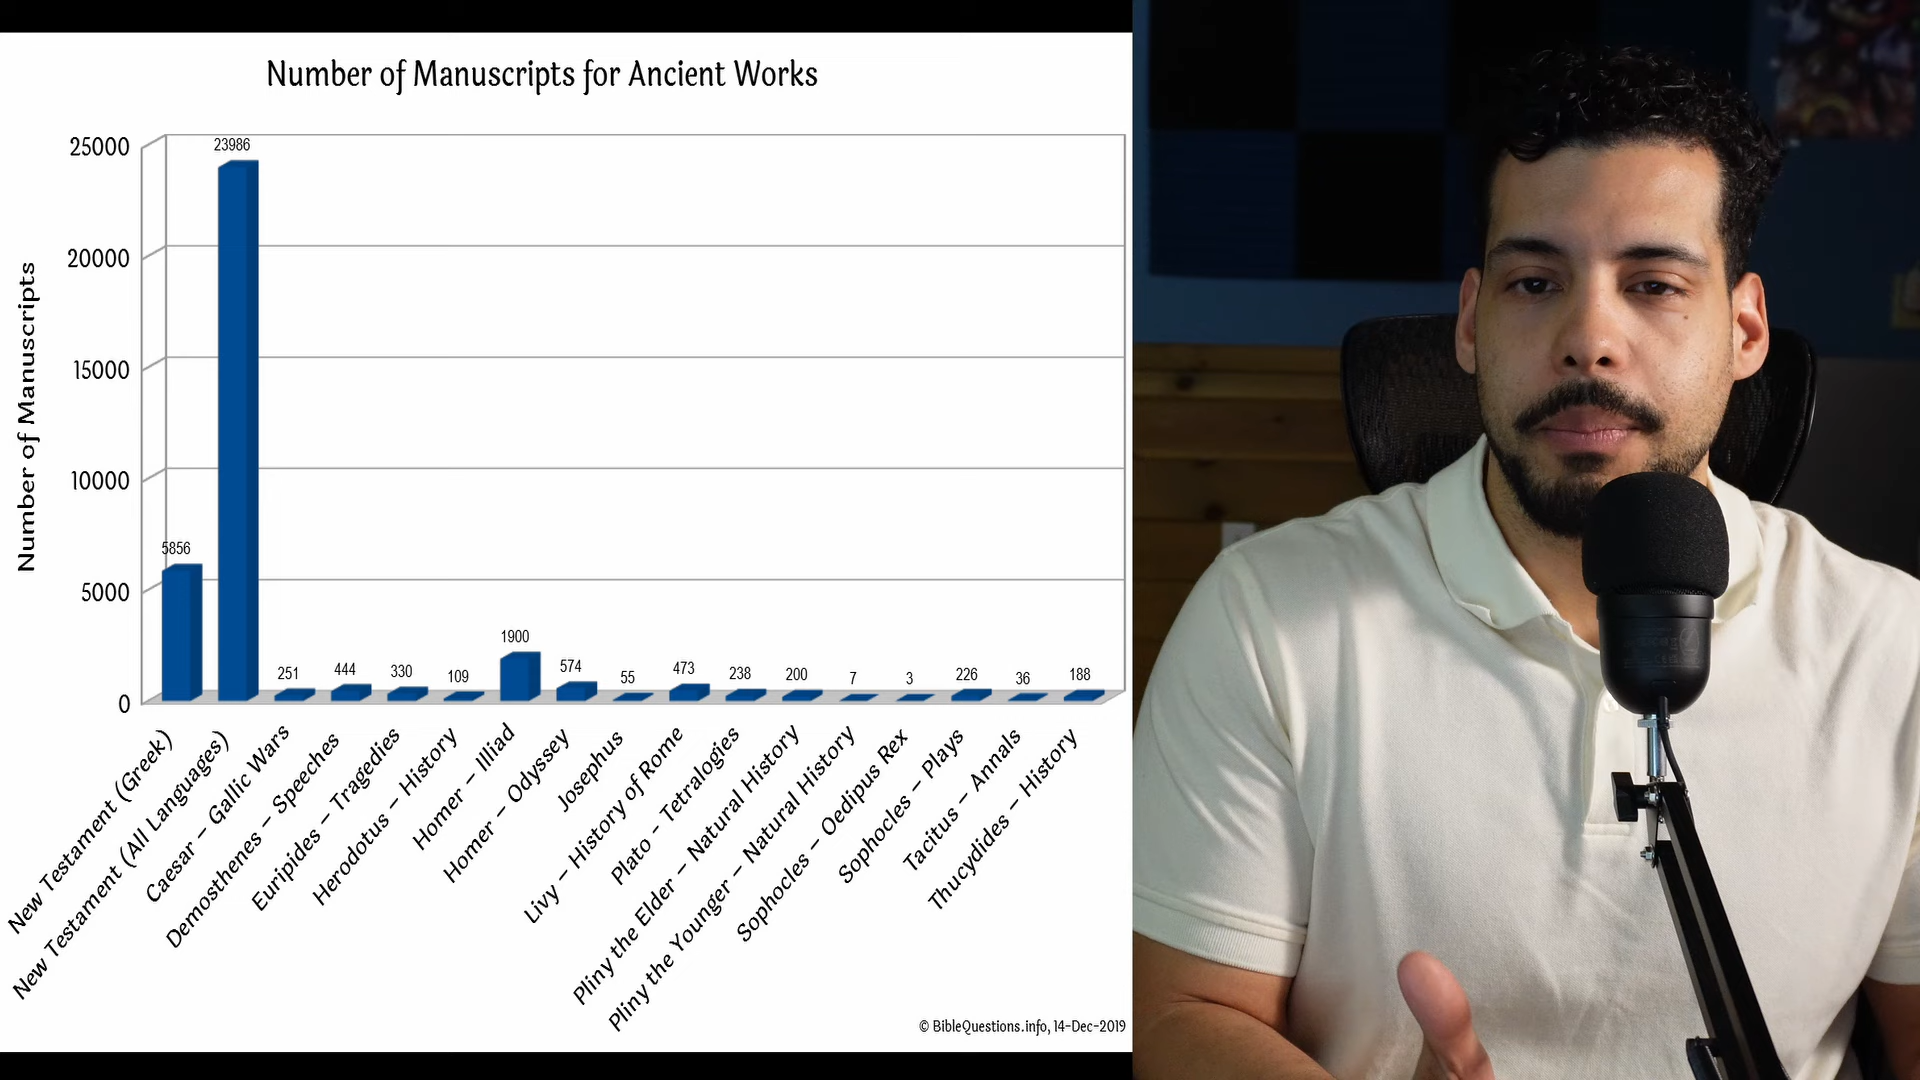 Number of Manuscripts for Ancient Works
Number of Manuscripts
25000
20000
15000
10000
5000
0
5856
23986
251
444
330
109
1900
574
55
473
238
200
7
3
226
36
188
New Testament (Greek)
New Testament (All Languages)
Caesar – Gallic Wars
Demosthenes – Speeches
Euripides – Tragedies
Herodotus – History
Homer – Illiad
Homer – Odyssey
Josephus
Livy – History of Rome
Plato – Tetralogies
Pliny the Elder – Natural History
Pliny the Younger – Natural History
Sophocles – Oedipus Rex
Sophocles – Plays
Tacitus – Annals
Thucydides – History
© BibleQuestions.info, 14-Dec-2019